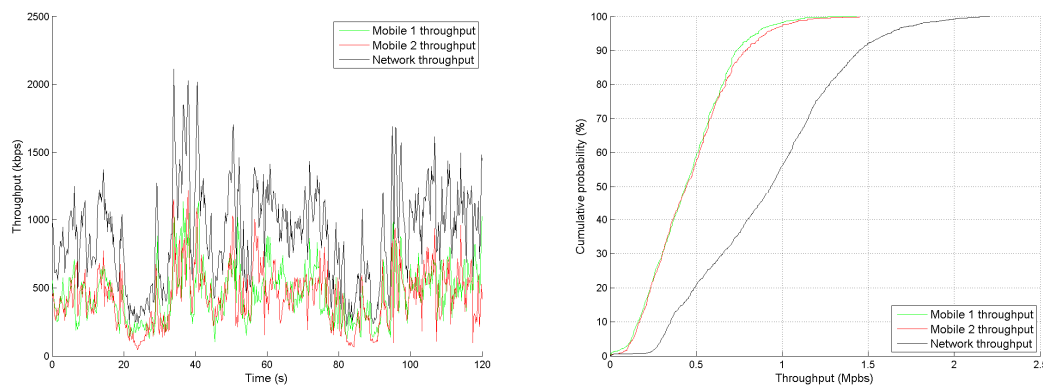 2500
2000
1500
1000
500
0
0 20 40 60 80 100 120
Throughput (kbps)
Time (s)
Mobile 1 throughput
Mobile 2 throughput
Network throughput
100
90
80
70
60
50
40
30
20
10
0
0 0.5 1 1.5 2 2.5
Cumulative probability (%)
Throughput (Mpbs)
Mobile 1 throughput
Mobile 2 throughput
Network throughput